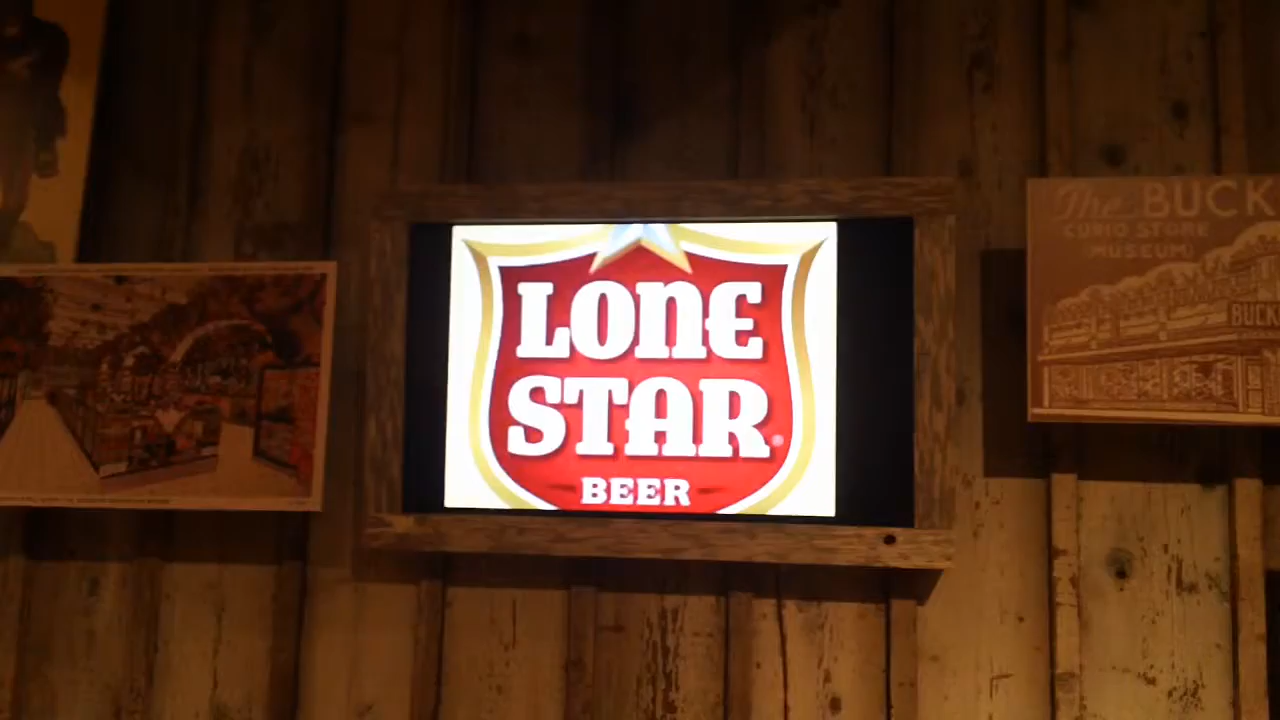 LONE
STAR®
BEER
The BUCK
CURIO STORE
MUSEUM
BUCK